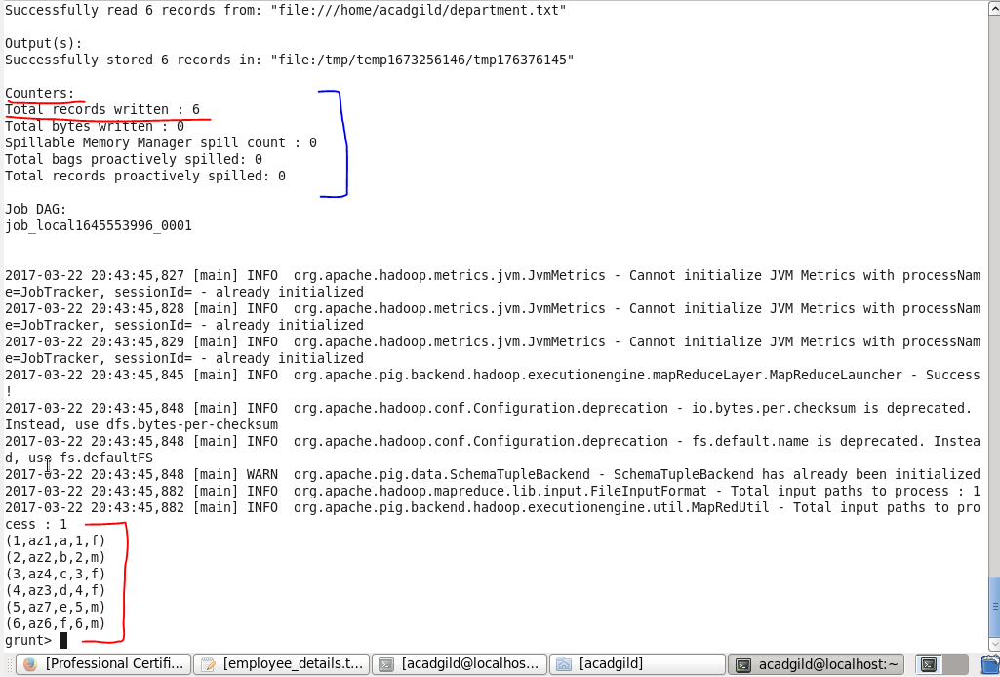 Successfully read 6 records from: "file:///home/acadgild/department.txt"
Output(s):
Successfully stored 6 records in: "file:/tmp/temp1673256146/tmp176376145"
Counters:
Total records written : 6
Total bytes written : 0
Spillable Memory Manager spill count : 0
Total bags proactively spilled: 0
Total records proactively spilled: 0
Job DAG:
job_local1645553996_0001
2017-03-22 20:43:45,827 [main] INFO  org.apache.hadoop.metrics.jvm.JvmMetrics - Cannot initialize JVM Metrics with processNam
e=JobTracker, sessionId= - already initialized
2017-03-22 20:43:45,828 [main] INFO  org.apache.hadoop.metrics.jvm.JvmMetrics - Cannot initialize JVM Metrics with processNam
e=JobTracker, sessionId= - already initialized
2017-03-22 20:43:45,829 [main] INFO  org.apache.hadoop.metrics.jvm.JvmMetrics - Cannot initialize JVM Metrics with processNam
e=JobTracker, sessionId= - already initialized
2017-03-22 20:43:45,845 [main] INFO  org.apache.pig.backend.hadoop.executionengine.mapReduceLayer.MapReduceLauncher - Success
!
2017-03-22 20:43:45,848 [main] INFO  org.apache.hadoop.conf.Configuration.deprecation - io.bytes.per.checksum is deprecated.
Instead, use dfs.bytes-per-checksum
2017-03-22 20:43:45,848 [main] INFO  org.apache.hadoop.conf.Configuration.deprecation - fs.default.name is deprecated. Instea
d, use fs.defaultFS
2017-03-22 20:43:45,848 [main] WARN  org.apache.pig.data.SchemaTupleBackend - SchemaTupleBackend has already been initialized
2017-03-22 20:43:45,882 [main] INFO  org.apache.hadoop.mapreduce.lib.input.FileInputFormat - Total input paths to process : 1
2017-03-22 20:43:45,882 [main] INFO  org.apache.pig.backend.hadoop.executionengine.util.MapRedUtil - Total input paths to pro
cess : 1
(1,az1,a,1,f)
(2,az2,b,2,m)
(3,az4,c,3,f)
(4,az3,d,4,f)
(5,az7,e,5,m)
(6,az6,f,6,m)
grunt>
[Professional Certifi... [employee_details.t... [acadgild@localhos... [acadgild] acadgild@localhost:~